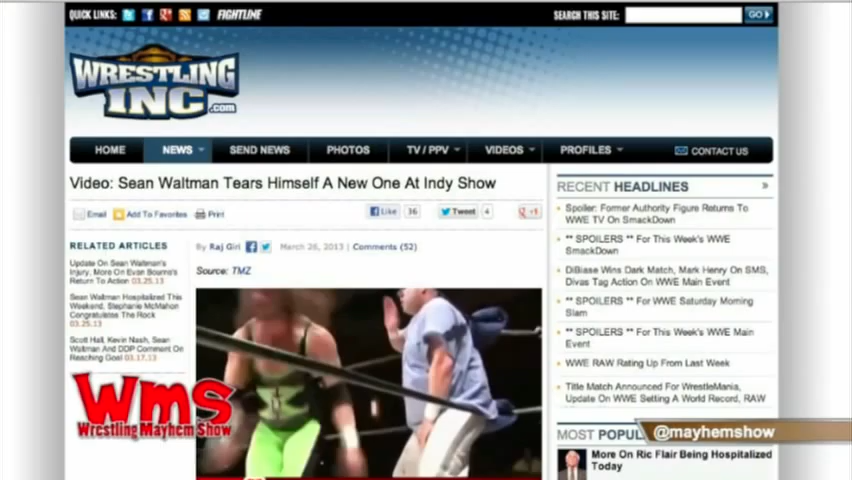 QUICK LINKS:
FIGHTLINE
SEARCH THIS SITE:
GO
WRESTLING
INC
.com
HOME
NEWS
SEND NEWS
PHOTOS
TV / PPV
VIDEOS
PROFILES
CONTACT US
Video: Sean Waltman Tears Himself A New One At Indy Show
Email
Add To Favorites
Print
Like
36
Tweet
4
+1
RELATED ARTICLES
Update On Sean Waltman's
Injury, More On Evan Bourne's
Return To Action 03.25.13
Sean Waltman Hospitalized This
Weekend, Stephanie McMahon
Congratulates The Rock
03.25.13
Scott Hall, Kevin Nash, Sean
Waltman And DDP Comment On
Reaching Goal 03.17.13
By Raj Giri
March 26, 2013 | Comments (52)
Source: TMZ
RECENT HEADLINES
Spoiler: Former Authority Figure Returns To
WWE TV On SmackDown
** SPOILERS ** For This Week's WWE
SmackDown
DiBiase Wins Dark Match, Mark Henry On SMS,
Divas Tag Action On WWE Main Event
** SPOILERS ** For WWE Saturday Morning
Slam
** SPOILERS ** For This Week's WWE Main
Event
WWE RAW Rating Up From Last Week
Title Match Announced For WrestleMania,
Update On WWE Setting A World Record, RAW
MOST POPUL
More On Ric Flair Being Hospitalized
Today
Wms
Wrestling Mayhem Show
@mayhemshow